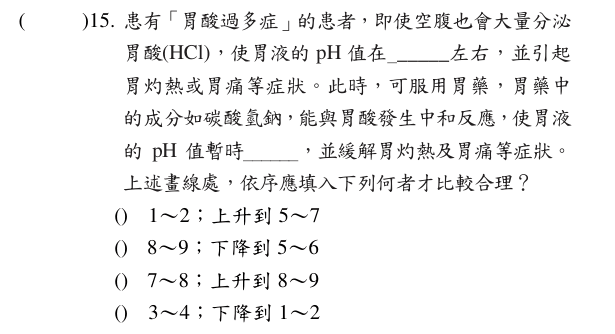 (      )15. 患有「胃酸過多症」的患者，即使空腹也會大量分泌
胃酸(HCl)，使胃液的 pH 值在_______左右，並引起
胃灼熱或胃痛等症狀。此時，可服用胃藥，胃藥中
的成分如碳酸氫鈉，能與胃酸發生中和反應，使胃液
的 pH 值暫時______，並緩解胃灼熱及胃痛等症狀。
上述畫線處，依序應填入下列何者才比較合理？
() 1～2；上升到 5～7
() 8～9；下降到 5～6
() 7～8；上升到 8～9
() 3～4；下降到 1～2